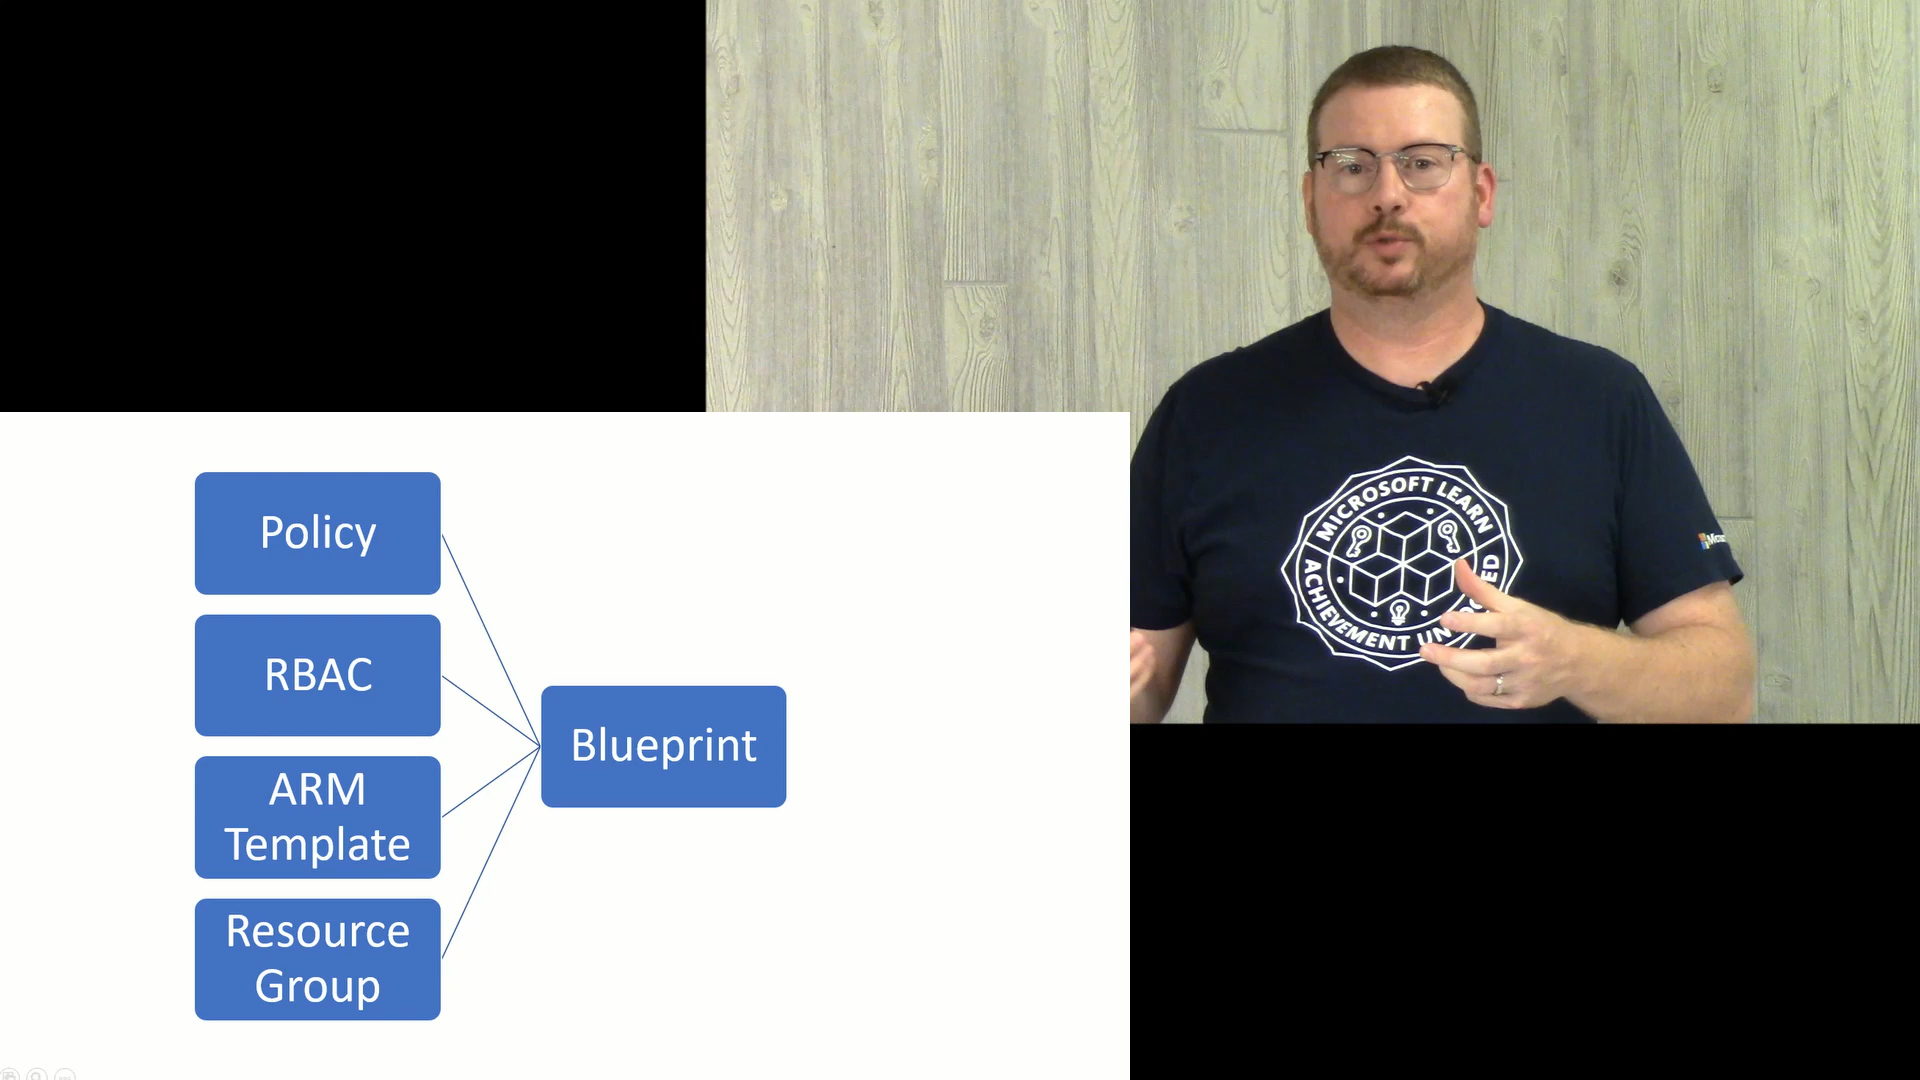 Policy
RBAC
ARM
Template
Resource
Group
Blueprint
MICROSOFT LEARN
ACHIEVEMENT UN